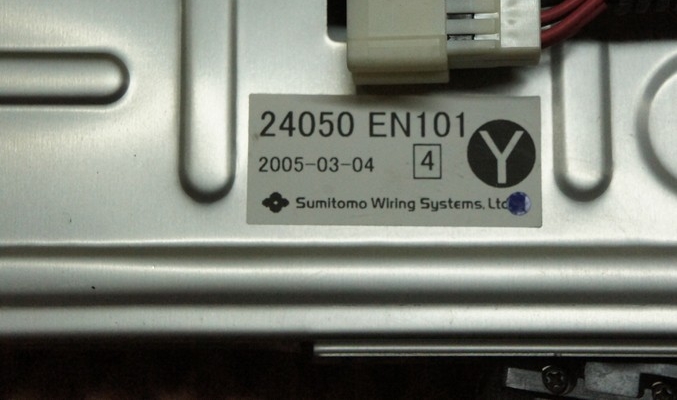 24050 EN101
2005-03-04 4 Y
Sumitomo Wiring Systems, Ltd.